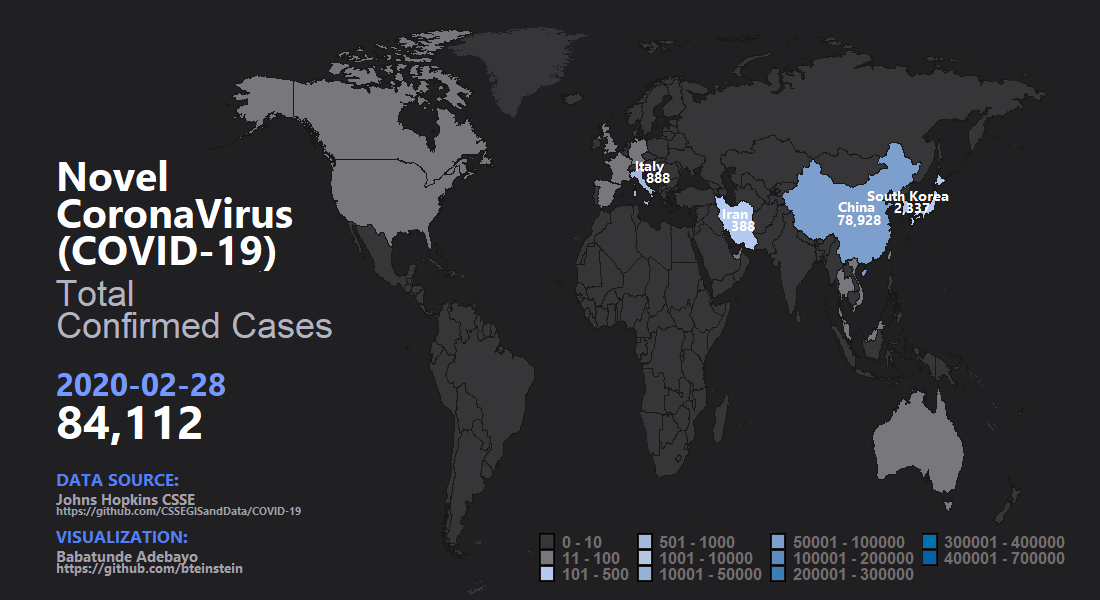 Novel
CoronaVirus
(COVID-19)
Total
Confirmed Cases
2020-02-28
84,112
DATA SOURCE:
Johns Hopkins CSSE
https://github.com/CSSEGISandData/COVID-19
VISUALIZATION:
Babatunde Adebayo
https://github.com/bteinstein
Italy
888
Iran
388
China
78,928
South Korea
2,337
0 - 10
11 - 100
101 - 500
501 - 1000
1001 - 10000
10001 - 50000
50001 - 100000
100001 - 200000
200001 - 300000
300001 - 400000
400001 - 700000